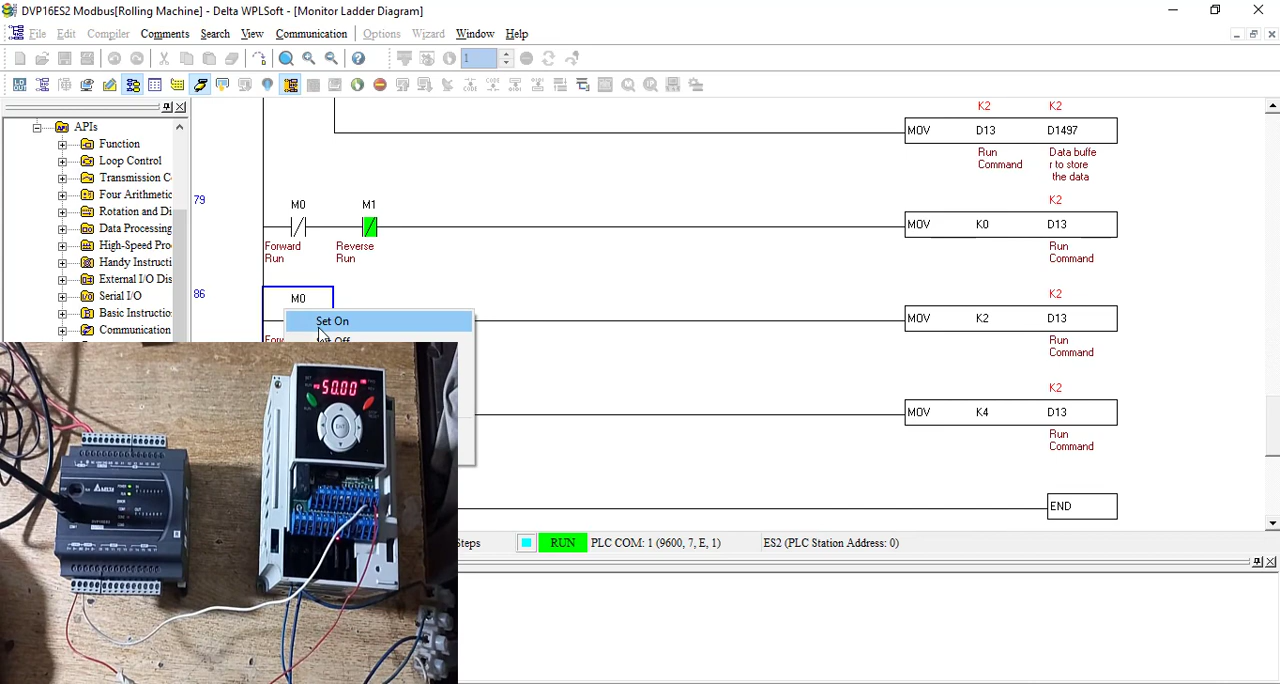 DVP16ES2 Modbus[Rolling Machine] - Delta WPLSoft - [Monitor Ladder Diagram]
File Edit Compiler Comments Search View Communication Options Wizard Window Help
1
APIs
Function
Loop Control
Transmission C
Four Arithmetic
Rotation and Di
Data Processing
High-Speed Pro
Handy Instructi
External I/O Dis
Serial I/O
Basic Instructio
Communication
K2 K2
MOV D13 D1497
Run
Command
Data buffe
r to store
the data
79
M0 M1
Forward
Run
Reverse
Run
K2
MOV K0 D13
Run
Command
86
M0
Set On
K2
MOV K2 D13
Run
Command
K2
MOV K4 D13
Run
Command
END
Steps
RUN
PLC COM: 1 (9600, 7, E, 1)
ES2 (PLC Station Address: 0)
50.00
ENT
DELTA